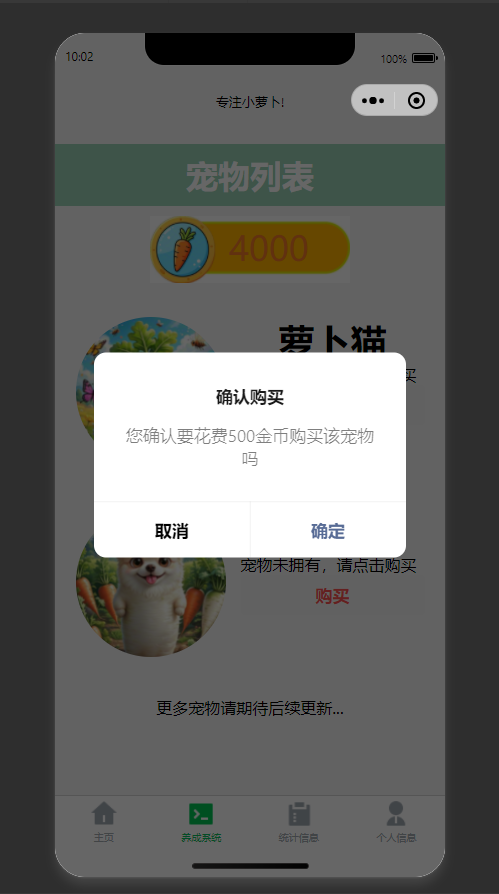 10:02
100%
专注小萝卜!
宠物列表
4000
萝卜猫
买
确认购买
您确认要花费500金币购买该宠物
吗
取消
确定
宠物未拥有，请点击购买
购买
更多宠物请期待后续更新...
主页
养成系统
统计信息
个人信息